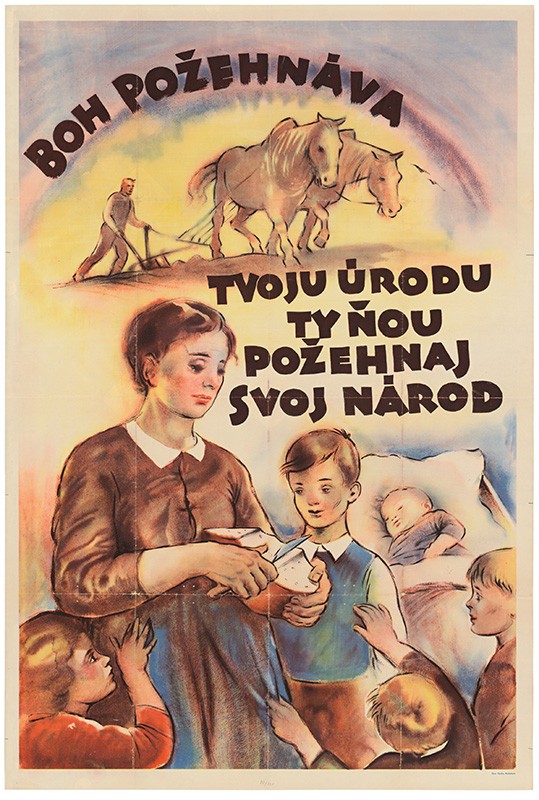 BOH POŽEHNÁVA
TVOJU ÚRODU
TY ŇOU
POŽEHNAJ
SVOJ NÁROD